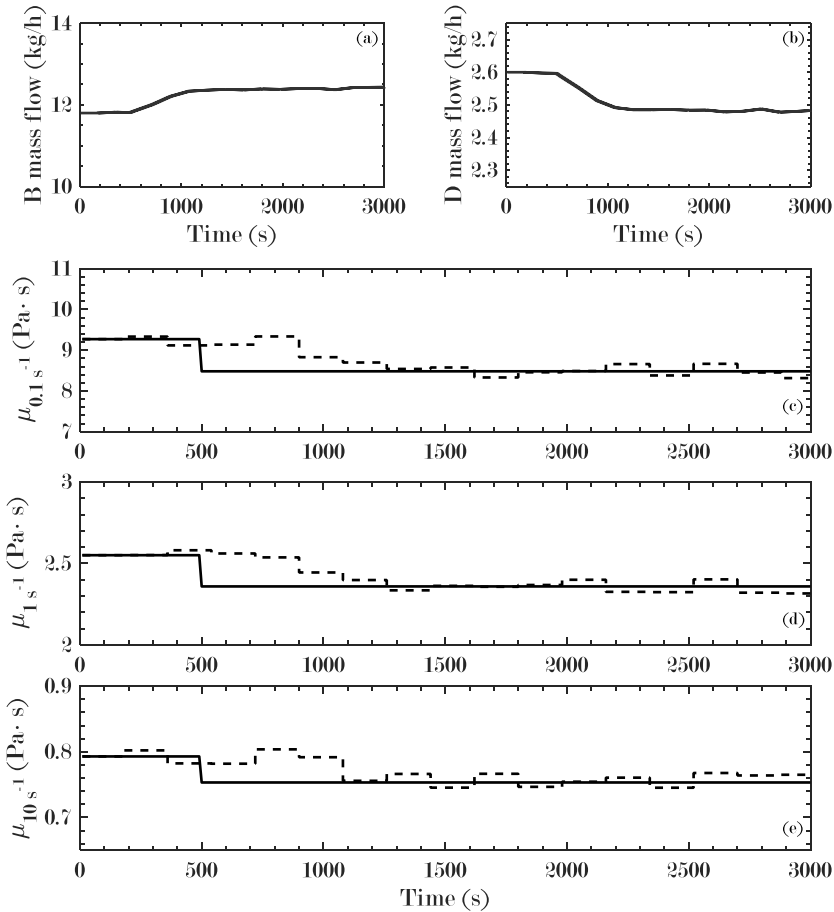 B mass flow (kg/h)
14
12
10
(a)
0 1000 2000 3000
Time (s)
D mass flow (kg/h)
2.7
2.6
2.5
2.4
2.3
(b)
0 1000 2000 3000
Time (s)
μ0.1 s-1 (Pa· s)
11
10
9
8
7
(c)
0 500 1000 1500 2000 2500 3000
μ1 s-1 (Pa· s)
3
2.5
2
(d)
0 500 1000 1500 2000 2500 3000
μ10 s-1 (Pa· s)
0.9
0.8
0.7
(e)
0 500 1000 1500 2000 2500 3000
Time (s)